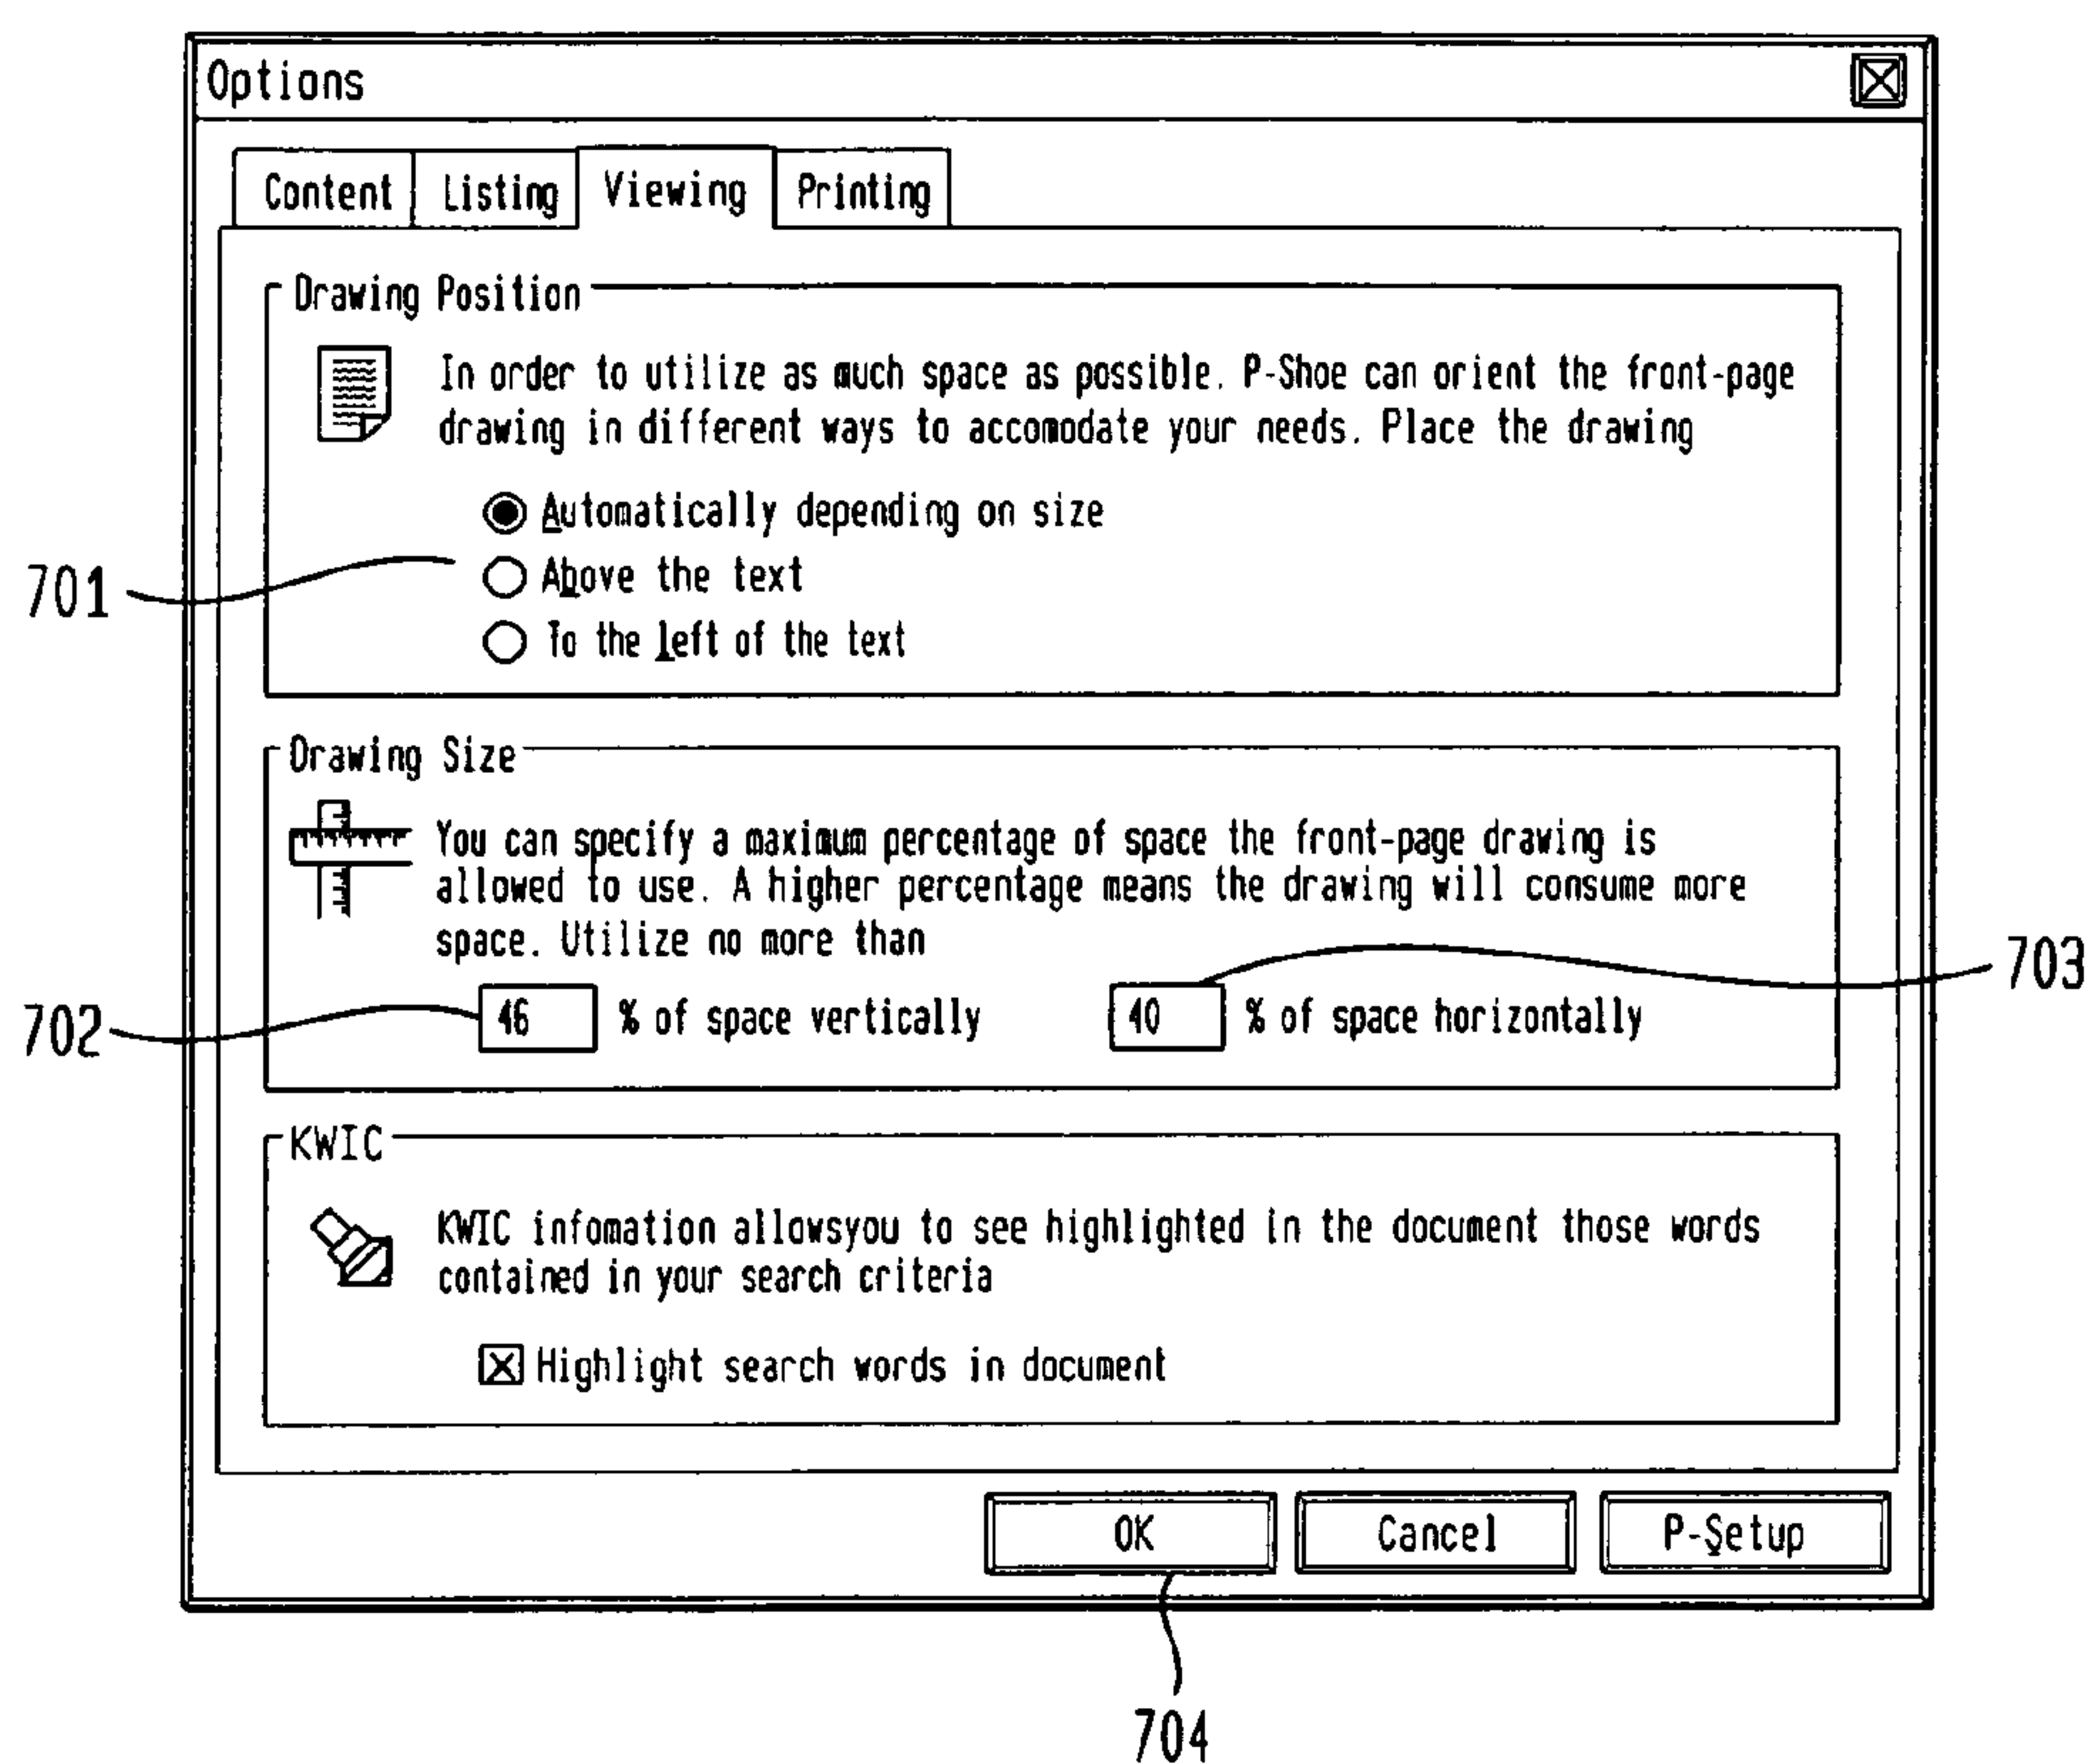 Options
Content Listing Viewing Printing
Drawing Position
In order to utilize as much space as possible. P-Shoe can orient the front-page
drawing in different ways to accomodate your needs. Place the drawing
Automatically depending on size
701
Above the text
To the left of the text
Drawing Size
You can specify a maximum percentage of space the front-page drawing is
allowed to use. A higher percentage means the drawing will consume more
space. Utilize no more than
703
702
46 % of space vertically 40 % of space horizontally
KWIC
KWIC infomation allowsyou to see highlighted in the document those words
contained in your search criteria
Highlight search words in document
OK Cancel P-Setup
704